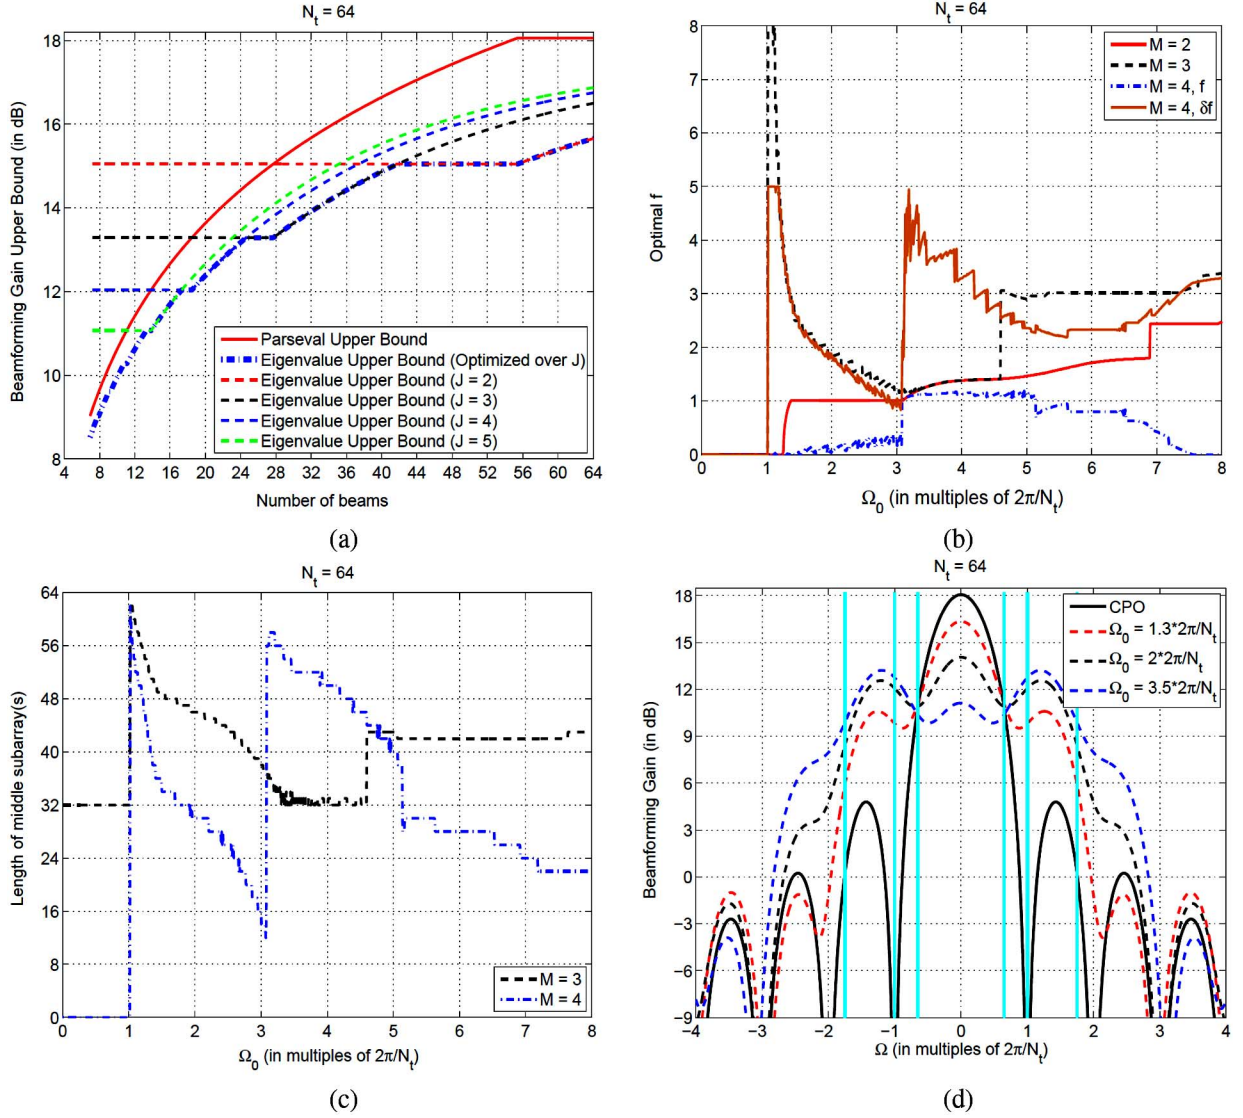 N_t = 64
Beamforming Gain Upper Bound (in dB)
18
16
14
12
10
8
4 8 12 16 20 24 28 32 36 40 44 48 52 56 60 64
Number of beams
Parseval Upper Bound
Eigenvalue Upper Bound (Optimized over J)
Eigenvalue Upper Bound (J = 2)
Eigenvalue Upper Bound (J = 3)
Eigenvalue Upper Bound (J = 4)
Eigenvalue Upper Bound (J = 5)
(a)
N_t = 64
Optimal f
8
7
6
5
4
3
2
1
0
0 1 2 3 4 5 6 7 8
Ω_0 (in multiples of 2π/N_t)
M = 2
M = 3
M = 4, f
M = 4, δf
(b)
N_t = 64
Length of middle subarray(s)
64
56
48
40
32
24
16
8
0
0 1 2 3 4 5 6 7 8
Ω_0 (in multiples of 2π/N_t)
M = 3
M = 4
(c)
N_t = 64
Beamforming Gain (in dB)
18
15
12
9
6
3
0
−3
−6
−9
−4 −3 −2 −1 0 1 2 3 4
Ω (in multiples of 2π/N_t)
CPO
Ω_0 = 1.3*2π/N_t
Ω_0 = 2*2π/N_t
Ω_0 = 3.5*2π/N_t
(d)